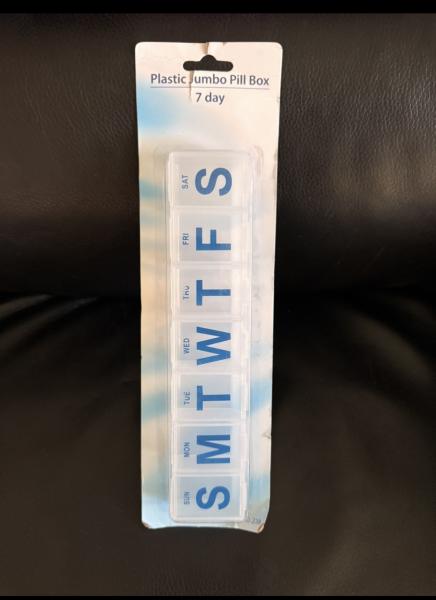 Plastic Jumbo Pill Box
7 day
SAT S
FRI F
THU T
WED W
TUE T
MON M
SUN S